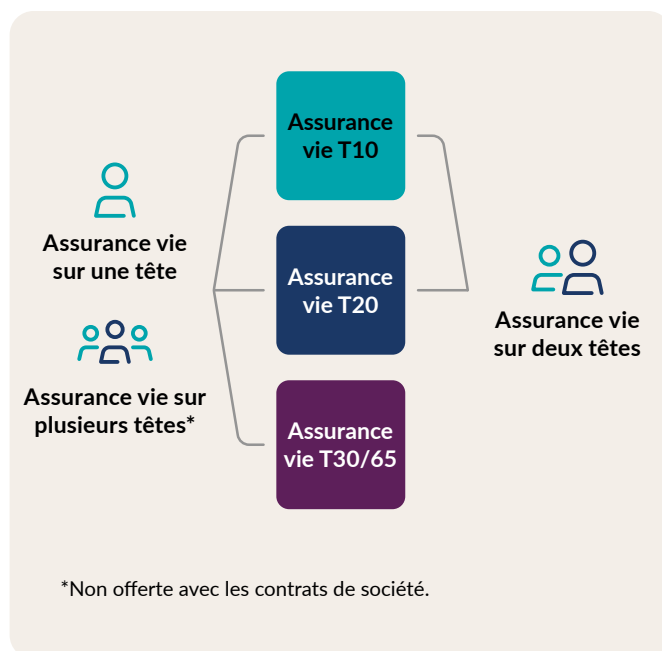 Assurance vie
sur une tête
Assurance vie sur
plusieurs têtes*
Assurance
vie T10
Assurance
vie T20
Assurance
vie T30/65
Assurance vie
sur deux têtes
*Non offerte avec les contrats de société.